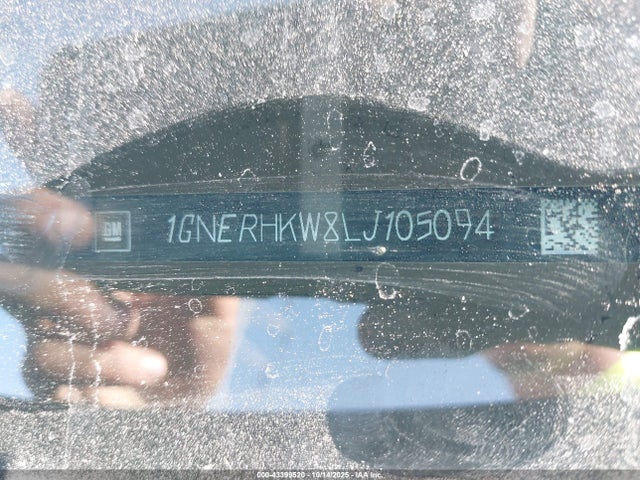 GM 1GNERHKW8LJ105094
000-43399520 - 10/14/2025 - IAA Inc.